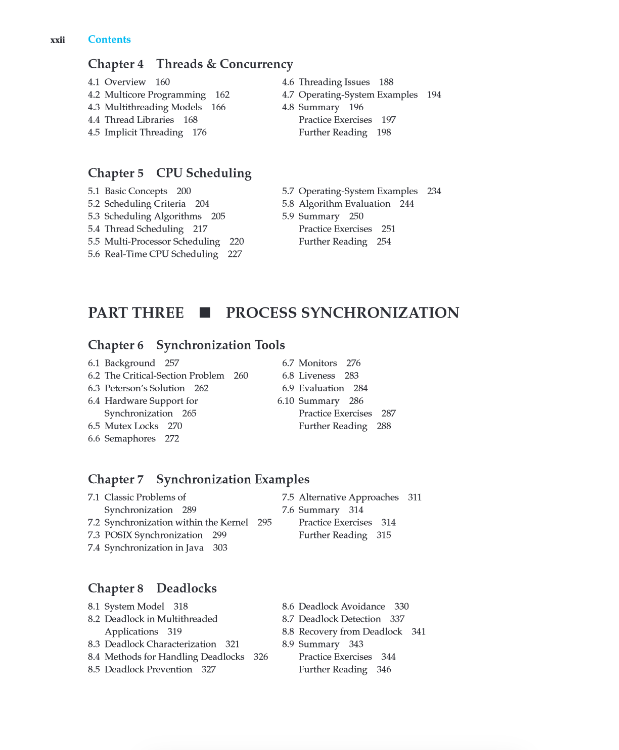 xxii Contents
Chapter 4 Threads & Concurrency
4.1 Overview 160
4.2 Multicore Programming 162
4.3 Multithreading Models 166
4.4 Thread Libraries 168
4.5 Implicit Threading 176
4.6 Threading Issues 188
4.7 Operating-System Examples 194
4.8 Summary 196
Practice Exercises 197
Further Reading 198
Chapter 5 CPU Scheduling
5.1 Basic Concepts 200
5.2 Scheduling Criteria 204
5.3 Scheduling Algorithms 205
5.4 Thread Scheduling 217
5.5 Multi-Processor Scheduling 220
5.6 Real-Time CPU Scheduling 227
5.7 Operating-System Examples 234
5.8 Algorithm Evaluation 244
5.9 Summary 250
Practice Exercises 251
Further Reading 254
PART THREE ■ PROCESS SYNCHRONIZATION
Chapter 6 Synchronization Tools
6.1 Background 257
6.2 The Critical-Section Problem 260
6.3 Peterson's Solution 262
6.4 Hardware Support for
Synchronization 265
6.5 Mutex Locks 270
6.6 Semaphores 272
6.7 Monitors 276
6.8 Liveness 283
6.9 Evaluation 284
6.10 Summary 286
Practice Exercises 287
Further Reading 288
Chapter 7 Synchronization Examples
7.1 Classic Problems of
Synchronization 289
7.2 Synchronization within the Kernel 295
7.3 POSIX Synchronization 299
7.4 Synchronization in Java 303
7.5 Alternative Approaches 311
7.6 Summary 314
Practice Exercises 314
Further Reading 315
Chapter 8 Deadlocks
8.1 System Model 318
8.2 Deadlock in Multithreaded
Applications 319
8.3 Deadlock Characterization 321
8.4 Methods for Handling Deadlocks 326
8.5 Deadlock Prevention 327
8.6 Deadlock Avoidance 330
8.7 Deadlock Detection 337
8.8 Recovery from Deadlock 341
8.9 Summary 343
Practice Exercises 344
Further Reading 346